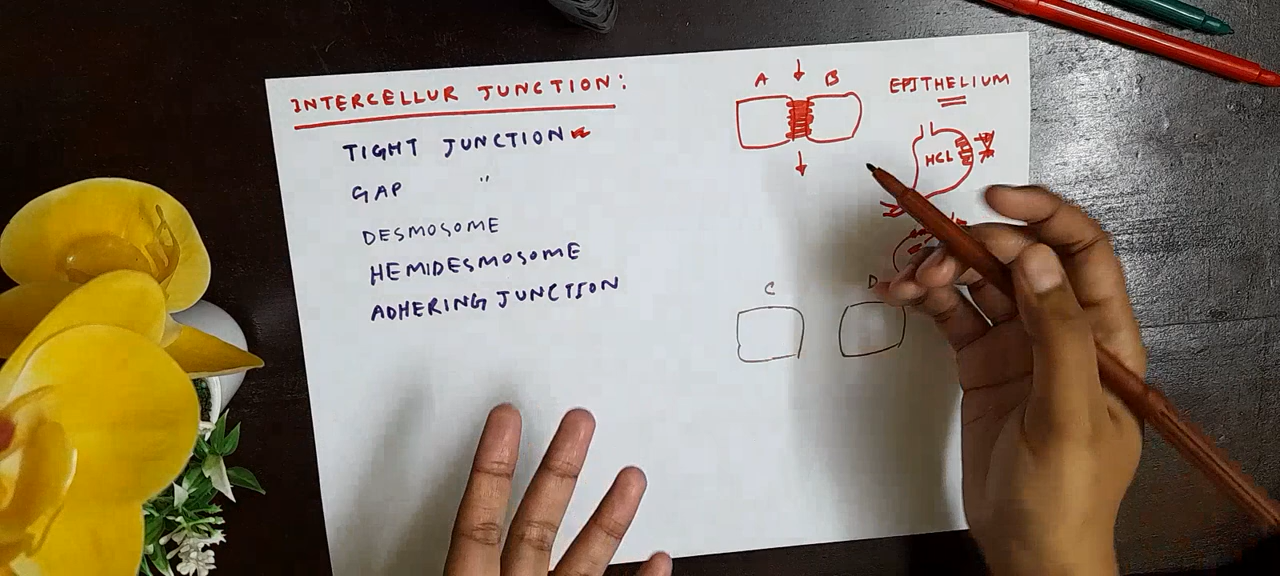 INTERCELLUR JUNCTION:
TIGHT JUNCTION
GAP "
DESMOSOME
HEMIDESMOSOME
ADHERING JUNCTION
A B
EPITHELIUM
HCL
C D